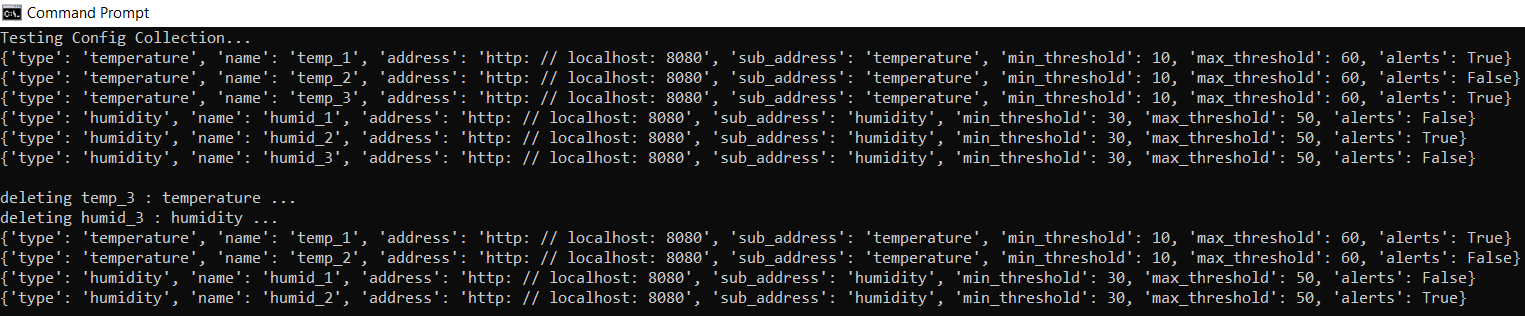 Command Prompt
Testing Config Collection...
{'type': 'temperature', 'name': 'temp_1', 'address': 'http: // localhost: 8080', 'sub_address': 'temperature', 'min_threshold': 10, 'max_threshold': 60, 'alerts': True}
{'type': 'temperature', 'name': 'temp_2', 'address': 'http: // localhost: 8080', 'sub_address': 'temperature', 'min_threshold': 10, 'max_threshold': 60, 'alerts': False}
{'type': 'temperature', 'name': 'temp_3', 'address': 'http: // localhost: 8080', 'sub_address': 'temperature', 'min_threshold': 10, 'max_threshold': 60, 'alerts': True}
{'type': 'humidity', 'name': 'humid_1', 'address': 'http: // localhost: 8080', 'sub_address': 'humidity', 'min_threshold': 30, 'max_threshold': 50, 'alerts': False}
{'type': 'humidity', 'name': 'humid_2', 'address': 'http: // localhost: 8080', 'sub_address': 'humidity', 'min_threshold': 30, 'max_threshold': 50, 'alerts': True}
{'type': 'humidity', 'name': 'humid_3', 'address': 'http: // localhost: 8080', 'sub_address': 'humidity', 'min_threshold': 30, 'max_threshold': 50, 'alerts': False}
deleting temp_3 : temperature ...
deleting humid_3 : humidity ...
{'type': 'temperature', 'name': 'temp_1', 'address': 'http: // localhost: 8080', 'sub_address': 'temperature', 'min_threshold': 10, 'max_threshold': 60, 'alerts': True}
{'type': 'temperature', 'name': 'temp_2', 'address': 'http: // localhost: 8080', 'sub_address': 'temperature', 'min_threshold': 10, 'max_threshold': 60, 'alerts': False}
{'type': 'humidity', 'name': 'humid_1', 'address': 'http: // localhost: 8080', 'sub_address': 'humidity', 'min_threshold': 30, 'max_threshold': 50, 'alerts': False}
{'type': 'humidity', 'name': 'humid_2', 'address': 'http: // localhost: 8080', 'sub_address': 'humidity', 'min_threshold': 30, 'max_threshold': 50, 'alerts': True}